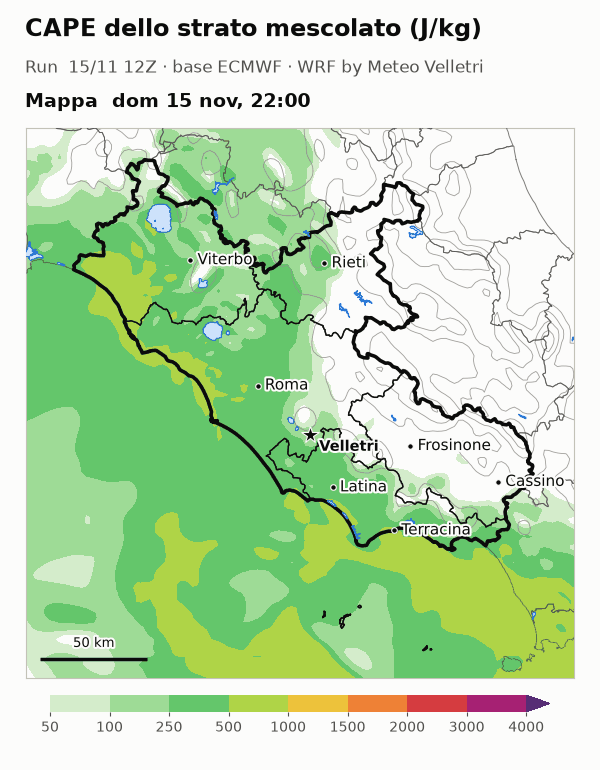 CAPE dello strato mescolato (J/kg)
Run  15/11 12Z · base ECMWF · WRF by Meteo Velletri
Mappa  dom 15 nov, 22:00
Viterbo
Rieti
Roma
Velletri
Frosinone
Cassino
Latina
Terracina
50 km
50 100 250 500 1000 1500 2000 3000 4000